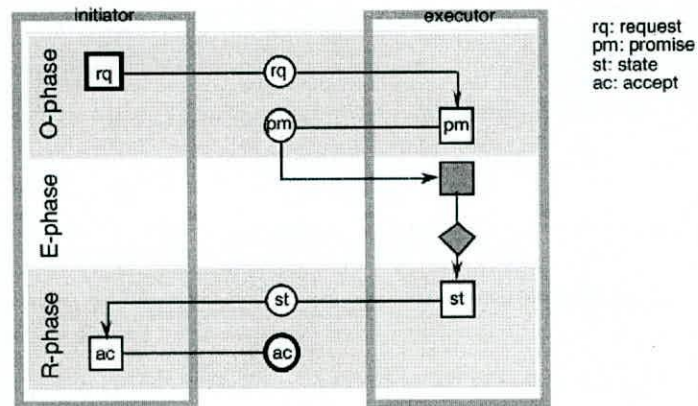 initiator
executor
rq: request
pm: promise
st: state
ac: accept
O-phase
rq
rq
pm
pm
E-phase
R-phase
st
st
ac
ac